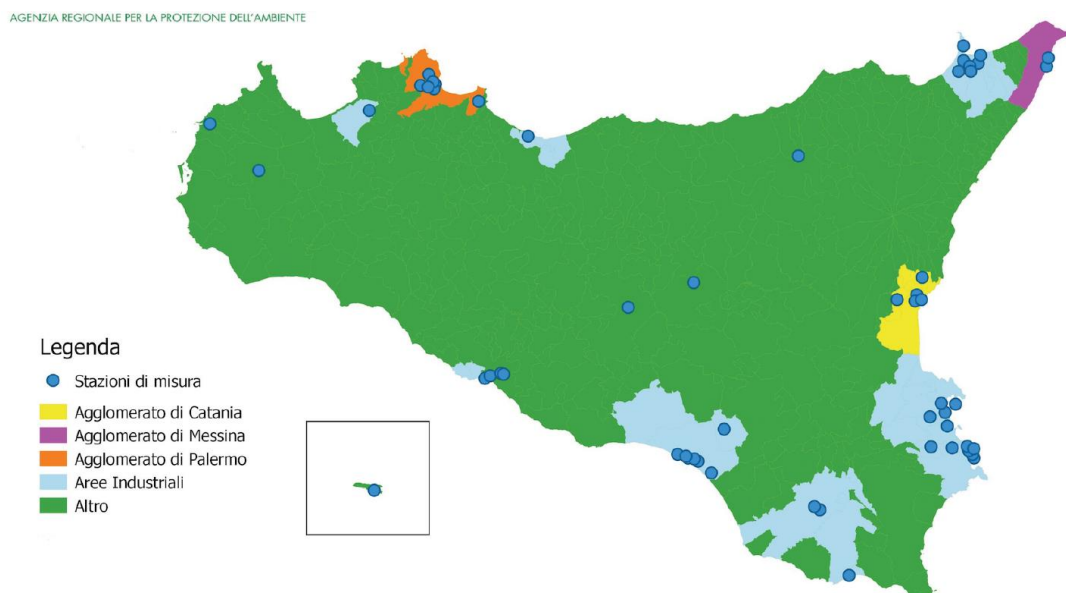 AGENZIA REGIONALE PER LA PROTEZIONE DELL'AMBIENTE
Legenda
Stazioni di misura
Agglomerato di Catania
Agglomerato di Messina
Agglomerato di Palermo
Aree Industriali
Altro